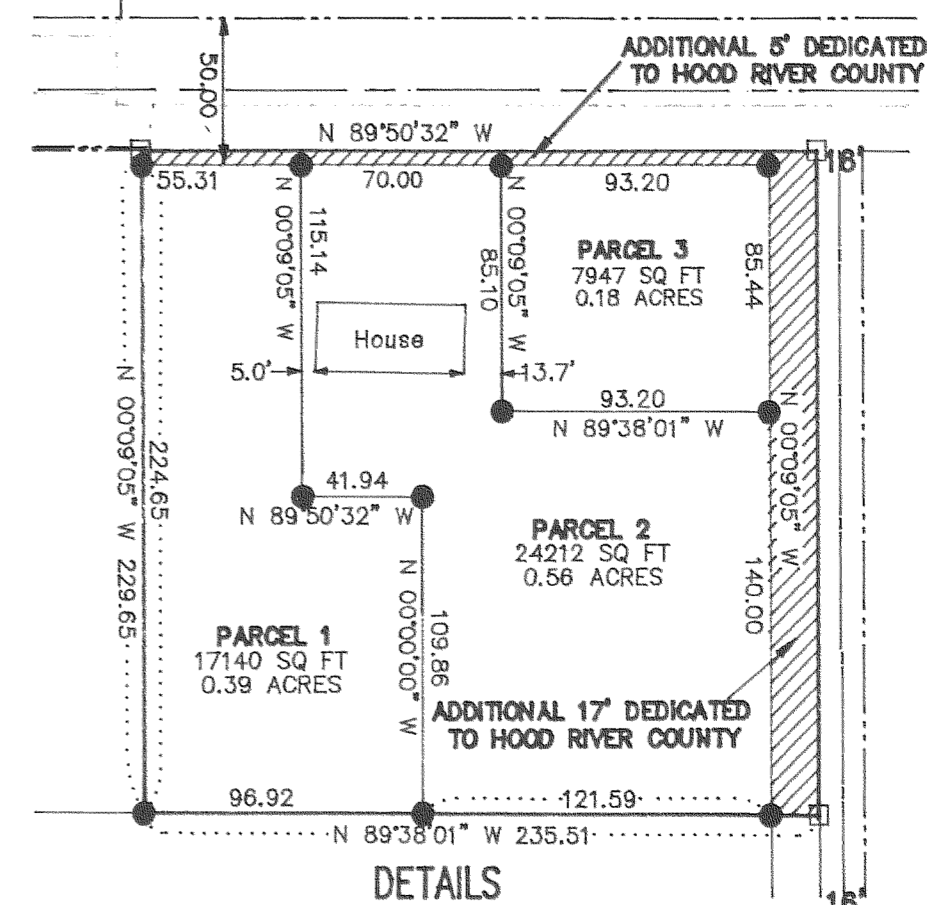 ADDITIONAL 5' DEDICATED
TO HOOD RIVER COUNTY
50.00
N 89°50'32" W
16'
55.31
70.00
93.20
N 00°09'05" W
115.14
N 00°09'05" W
85.10
PARCEL 3
7947 SQ FT
0.18 ACRES
85.44
House
5.0'
13.7'
93.20
N 89°38'01" W
N 00°09'05" W 229.65
224.65
41.94
N 89°50'32" W
N 00°09'05" W
PARCEL 2
24212 SQ FT
0.56 ACRES
140.00
N 00°00'00" W
109.86
PARCEL 1
17140 SQ FT
0.39 ACRES
ADDITIONAL 17' DEDICATED
TO HOOD RIVER COUNTY
96.92
121.59
N 89°38'01" W 235.51
DETAILS
16'